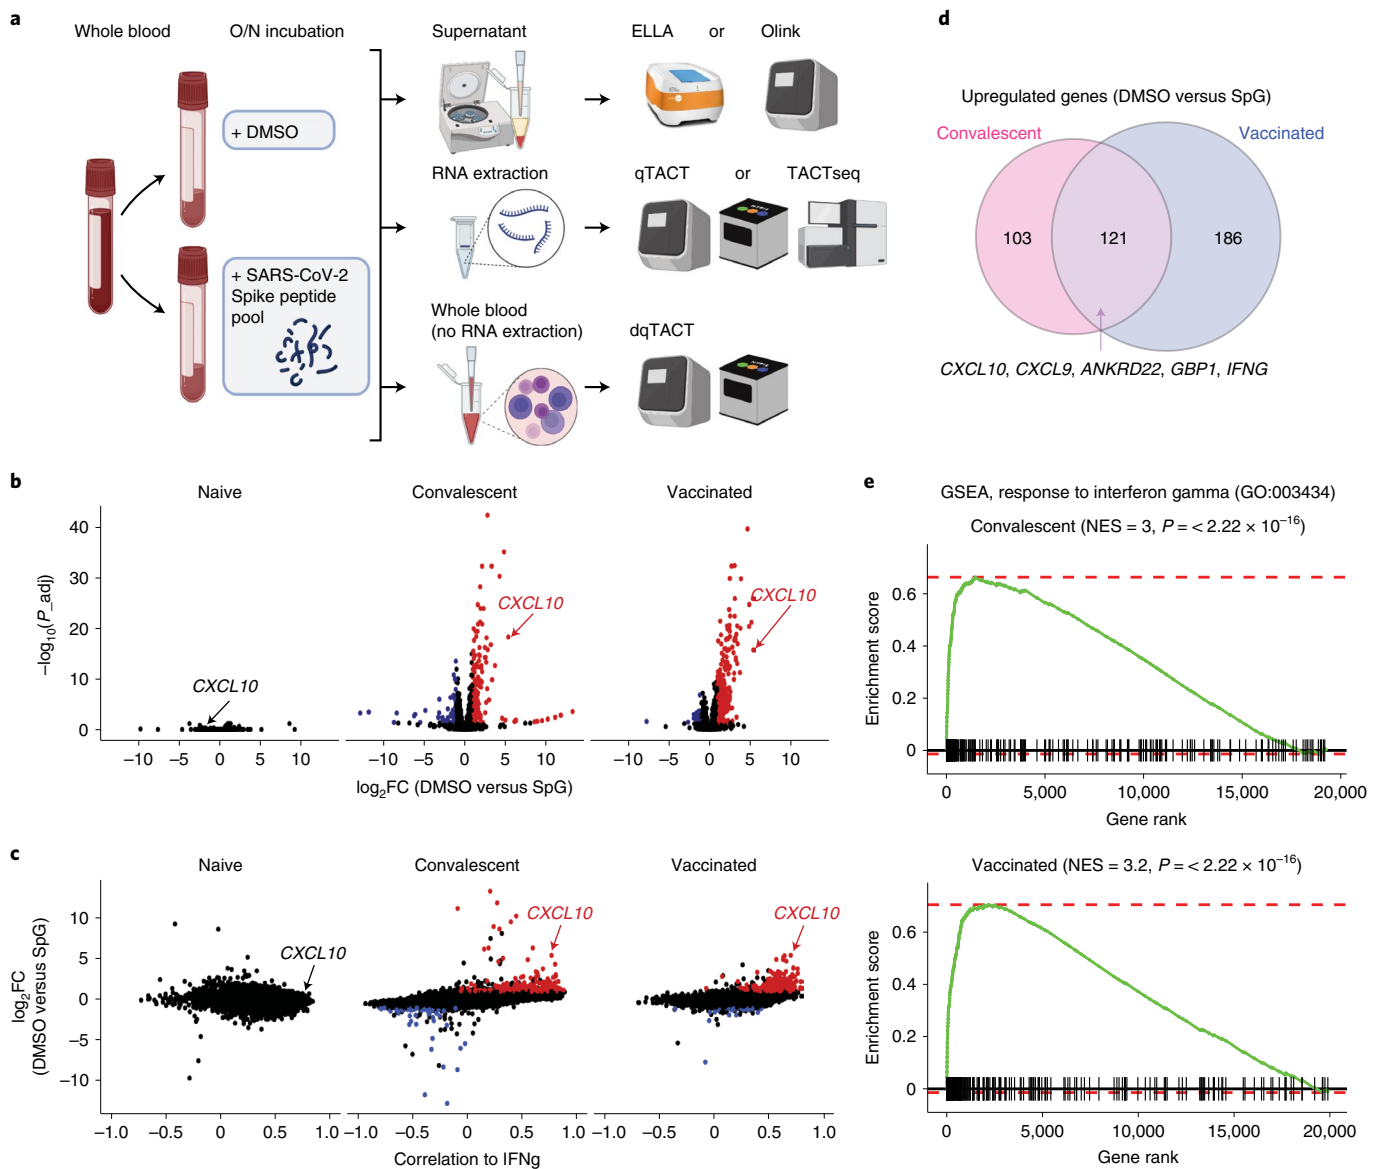 a
Whole blood
O/N incubation
Supernatant
ELLA or Olink
+ DMSO
RNA extraction
qTACT or TACTseq
+ SARS-CoV-2
Spike peptide
pool
Whole blood
(no RNA extraction)
dqTACT
d
Upregulated genes (DMSO versus SpG)
Convalescent
Vaccinated
103
121
186
CXCL10, CXCL9, ANKRD22, GBP1, IFNG
b
Naive
Convalescent
Vaccinated
–log10(P_adj)
40
30
20
10
0
CXCL10
CXCL10
CXCL10
–10 –5 0 5 10
–10 –5 0 5 10
–10 –5 0 5 10
log2FC (DMSO versus SpG)
c
Naive
Convalescent
Vaccinated
log2FC
(DMSO versus SpG)
10
5
0
–5
–10
CXCL10
CXCL10
CXCL10
–1.0 –0.5 0 0.5 1.0
–1.0 –0.5 0 0.5 1.0
–1.0 –0.5 0 0.5 1.0
Correlation to IFNg
e
GSEA, response to interferon gamma (GO:003434)
Convalescent (NES = 3, P = < 2.22 × 10–16)
Enrichment score
0.6
0.4
0.2
0
0 5,000 10,000 15,000 20,000
Gene rank
Vaccinated (NES = 3.2, P = < 2.22 × 10–16)
Enrichment score
0.6
0.4
0.2
0
0 5,000 10,000 15,000 20,000
Gene rank